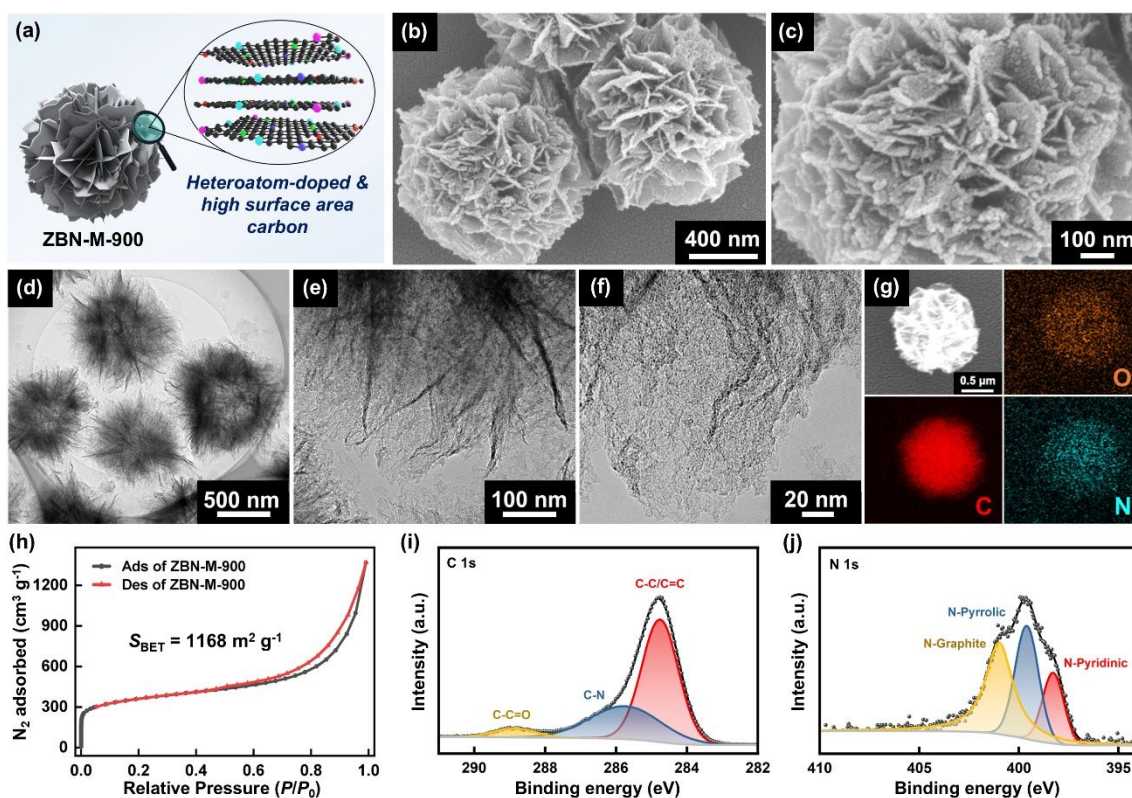 (a)
Heteroatom-doped &
high surface area
carbon
ZBN-M-900
(b)
400 nm
(c)
100 nm
(d)
500 nm
(e)
100 nm
(f)
20 nm
(g)
0.5 μm
O
C
N
(h)
N2 adsorbed (cm³ g⁻¹)
1200
900
600
300
0
Ads of ZBN-M-900
Des of ZBN-M-900
SBET = 1168 m² g⁻¹
0.0 0.2 0.4 0.6 0.8 1.0
Relative Pressure (P/P₀)
(i)
C 1s
Intensity (a.u.)
C-C/C=C
C-N
C-C=O
290 288 286 284 282
Binding energy (eV)
(j)
N 1s
Intensity (a.u.)
N-Pyrrolic
N-Graphite
N-Pyridinic
410 405 400 395
Binding energy (eV)